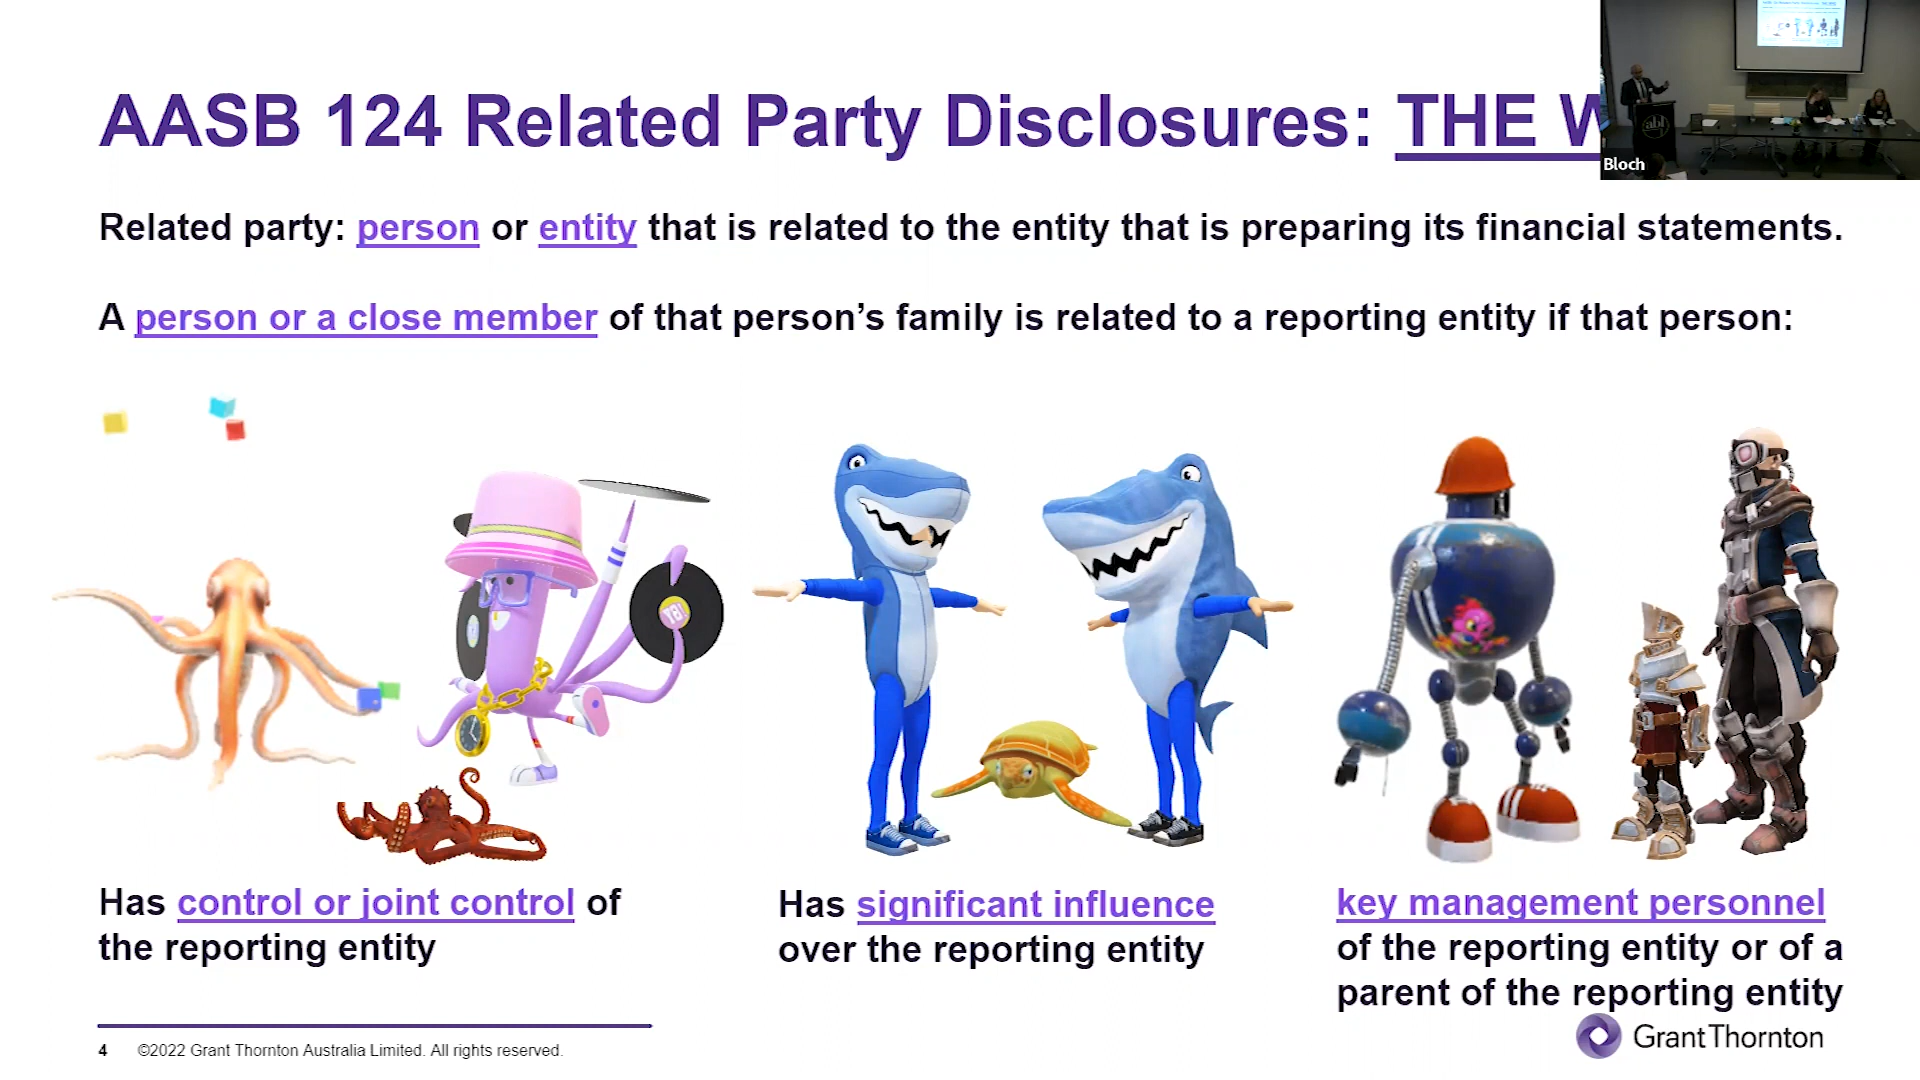 AASB 124 Related Party Disclosures: THE W
Bloch
Related party: person or entity that is related to the entity that is preparing its financial statements.
A person or a close member of that person’s family is related to a reporting entity if that person:
Has control or joint control of
the reporting entity
Has significant influence
over the reporting entity
key management personnel
of the reporting entity or of a
parent of the reporting entity
4 ©2022 Grant Thornton Australia Limited. All rights reserved.
Grant Thornton